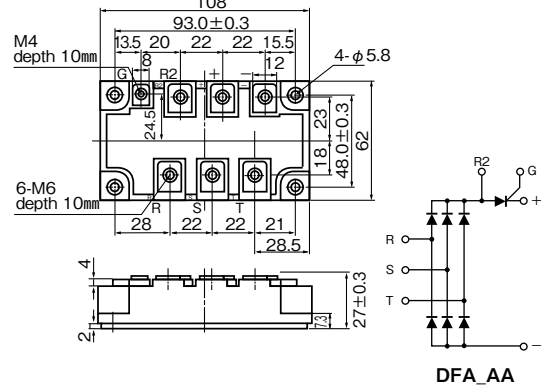 108
93.0±0.3
13.5 20 22 22 15.5
M4
depth 10mm
8
G R2 + − 12
4-φ5.8
24.5
23
18
48.0±0.3
62
6-M6
depth 10mm
R S T
28 22 22 21
28.5
4
2
7.3
27±0.3
R2
G
+
R
S
T
−
DFA_AA